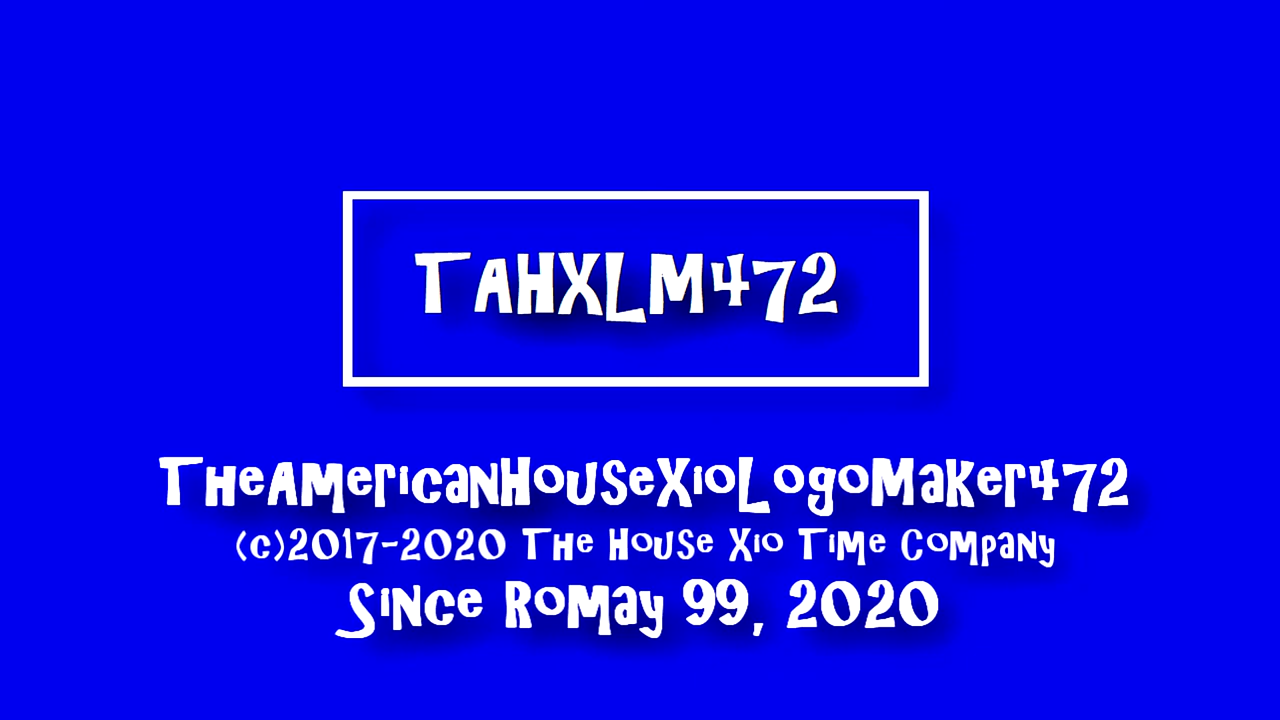 TAHXLM472
TheAmericanHouseXioLogoMaker472
(c)2017-2020 The House Xio Time Company
Since Romay 99, 2020